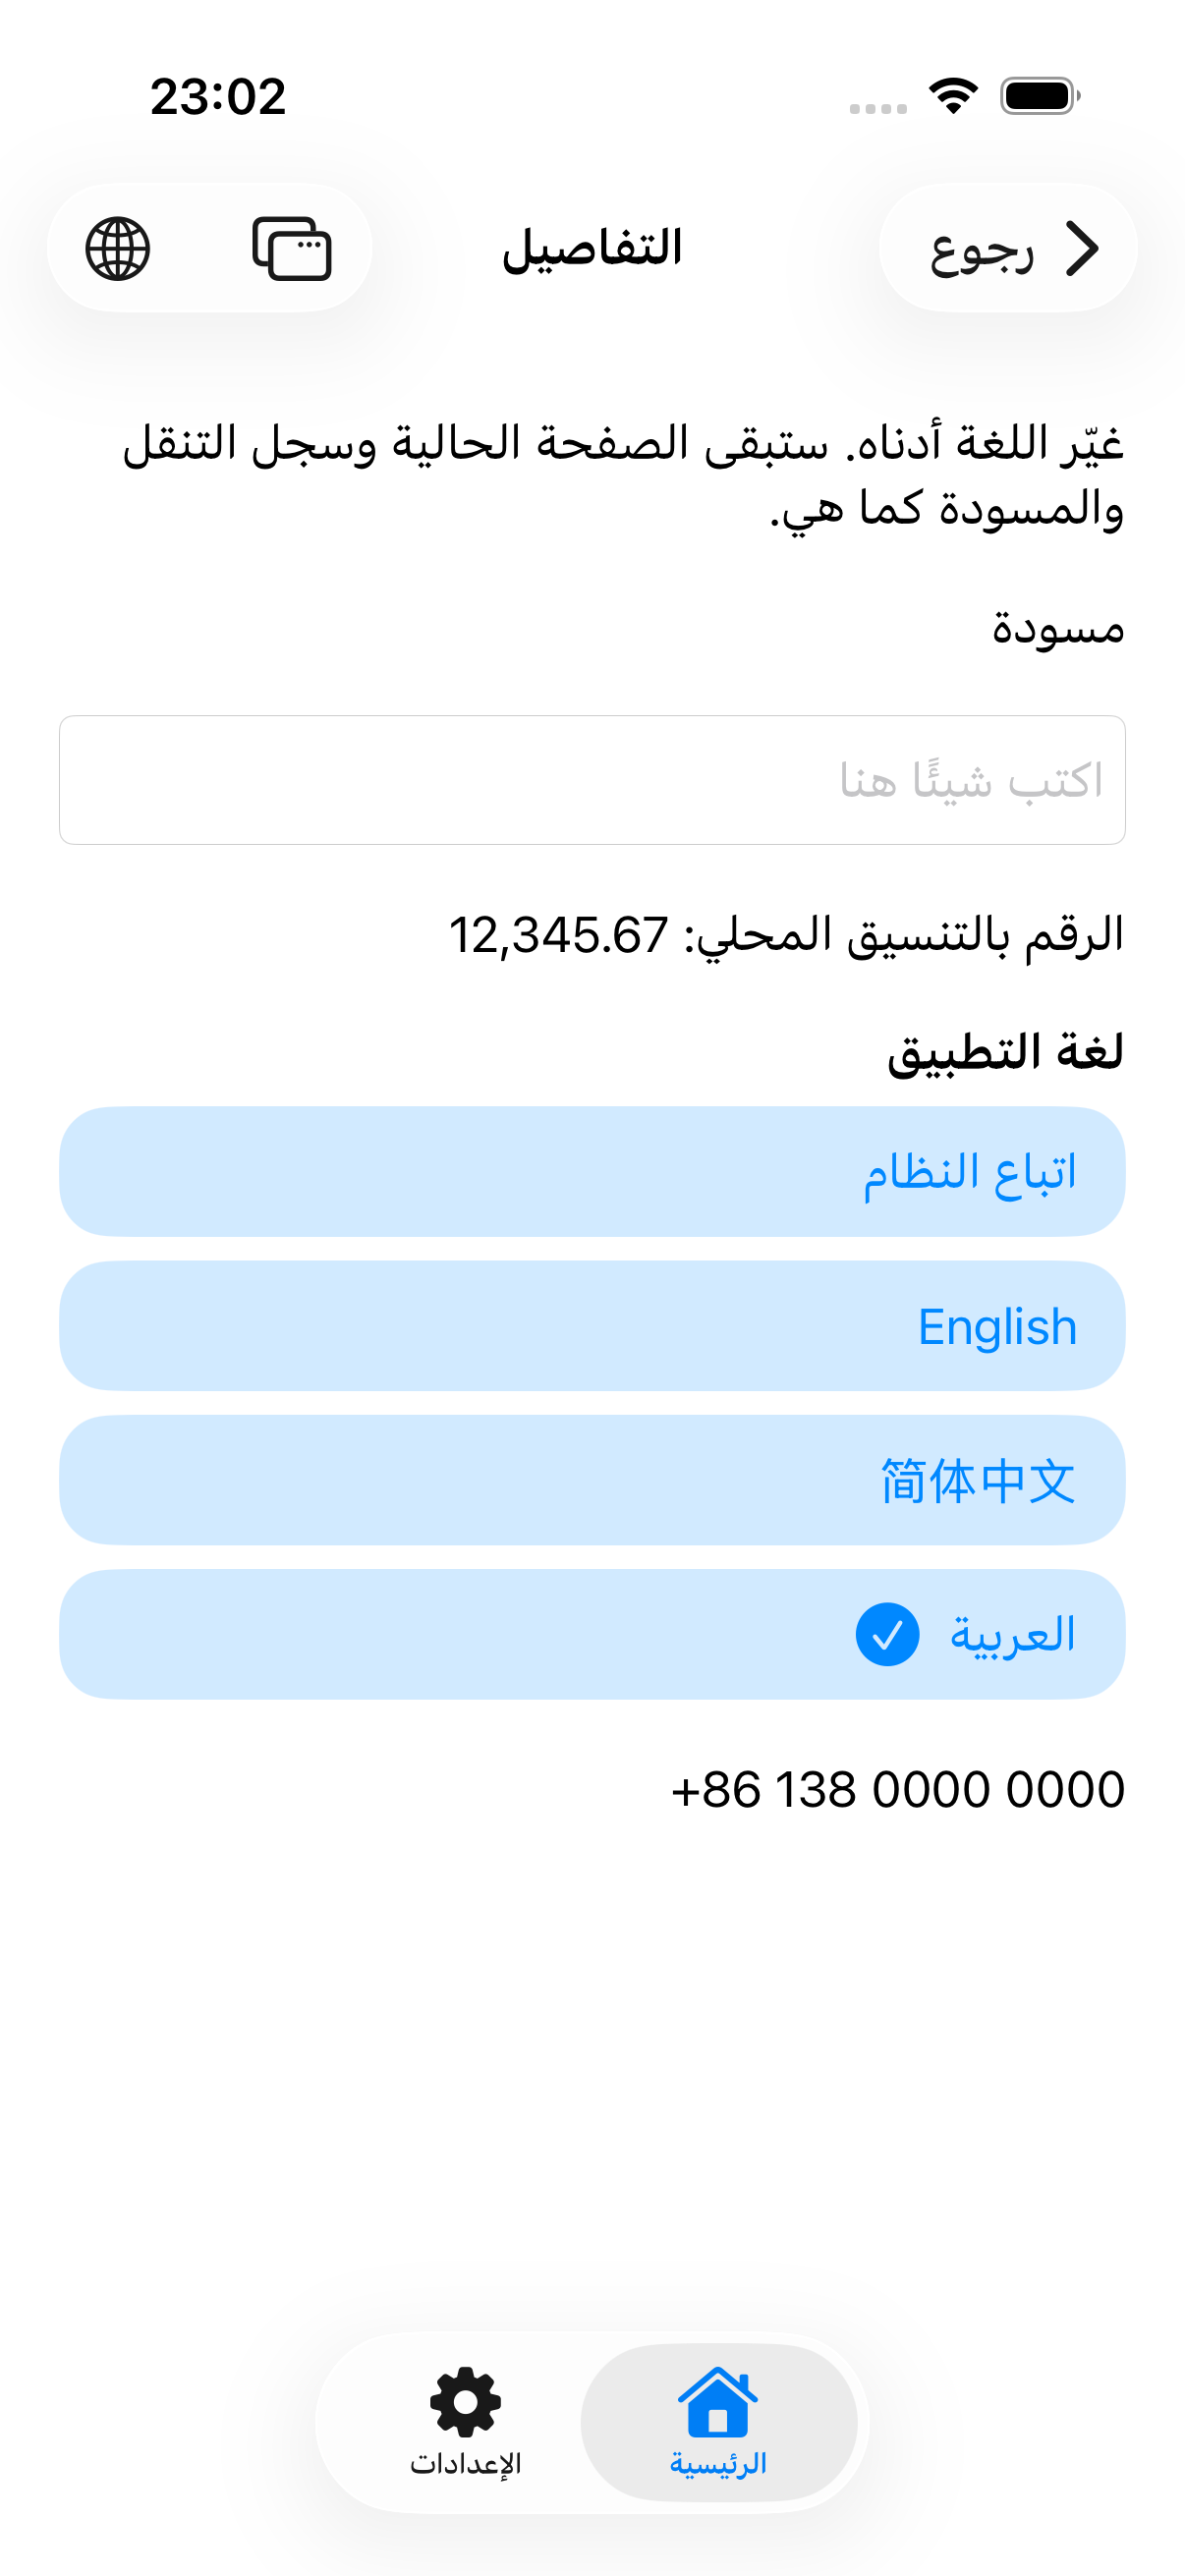 23:02
رجوع
التفاصيل
غيّر اللغة أدناه. ستبقى الصفحة الحالية وسجل التنقل
والمسودة كما هي.
مسودة
اكتب شيئًا هنا
الرقم بالتنسيق المحلي: 12,345.67
لغة التطبيق
اتباع النظام
English
简体中文
العربية
+86 138 0000 0000
الرئيسية
الإعدادات